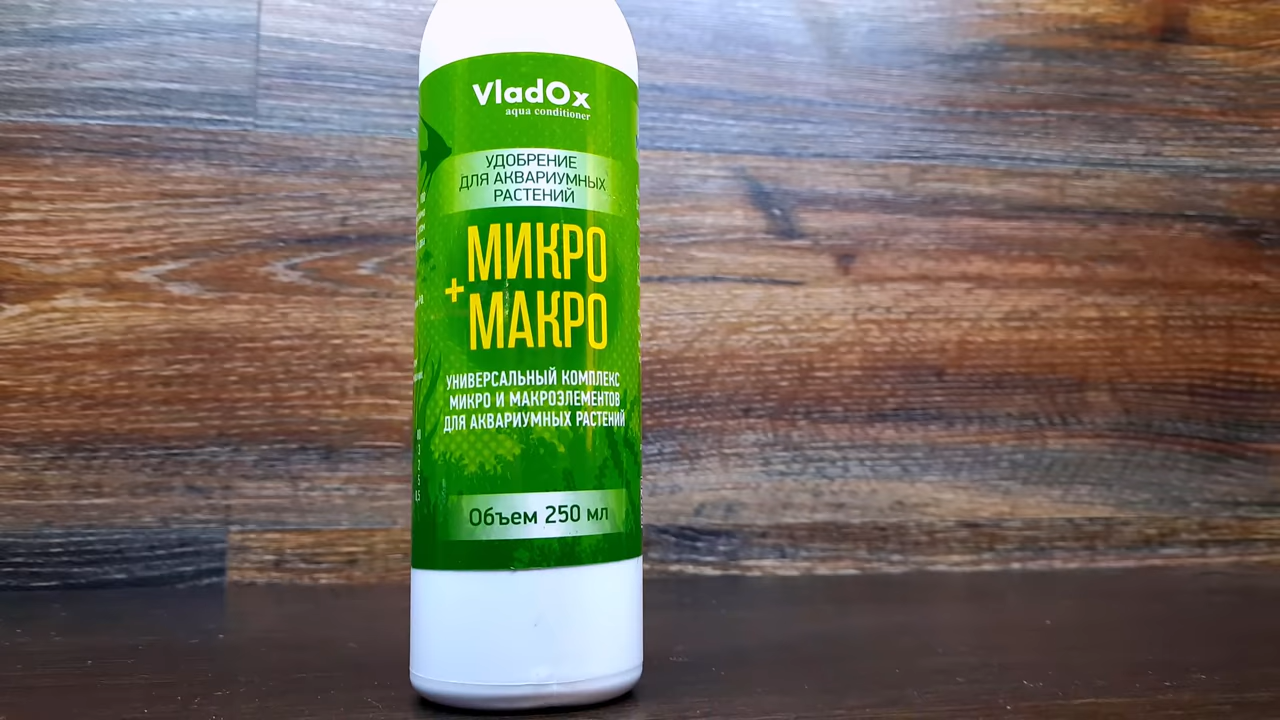 VladOx
aqua conditioner
УДОБРЕНИЕ
ДЛЯ АКВАРИУМНЫХ
РАСТЕНИЙ
МИКРО
+
МАКРО
УНИВЕРСАЛЬНЫЙ КОМПЛЕКС
МИКРО И МАКРОЭЛЕМЕНТОВ
ДЛЯ АКВАРИУМНЫХ РАСТЕНИЙ
Объем 250 мл